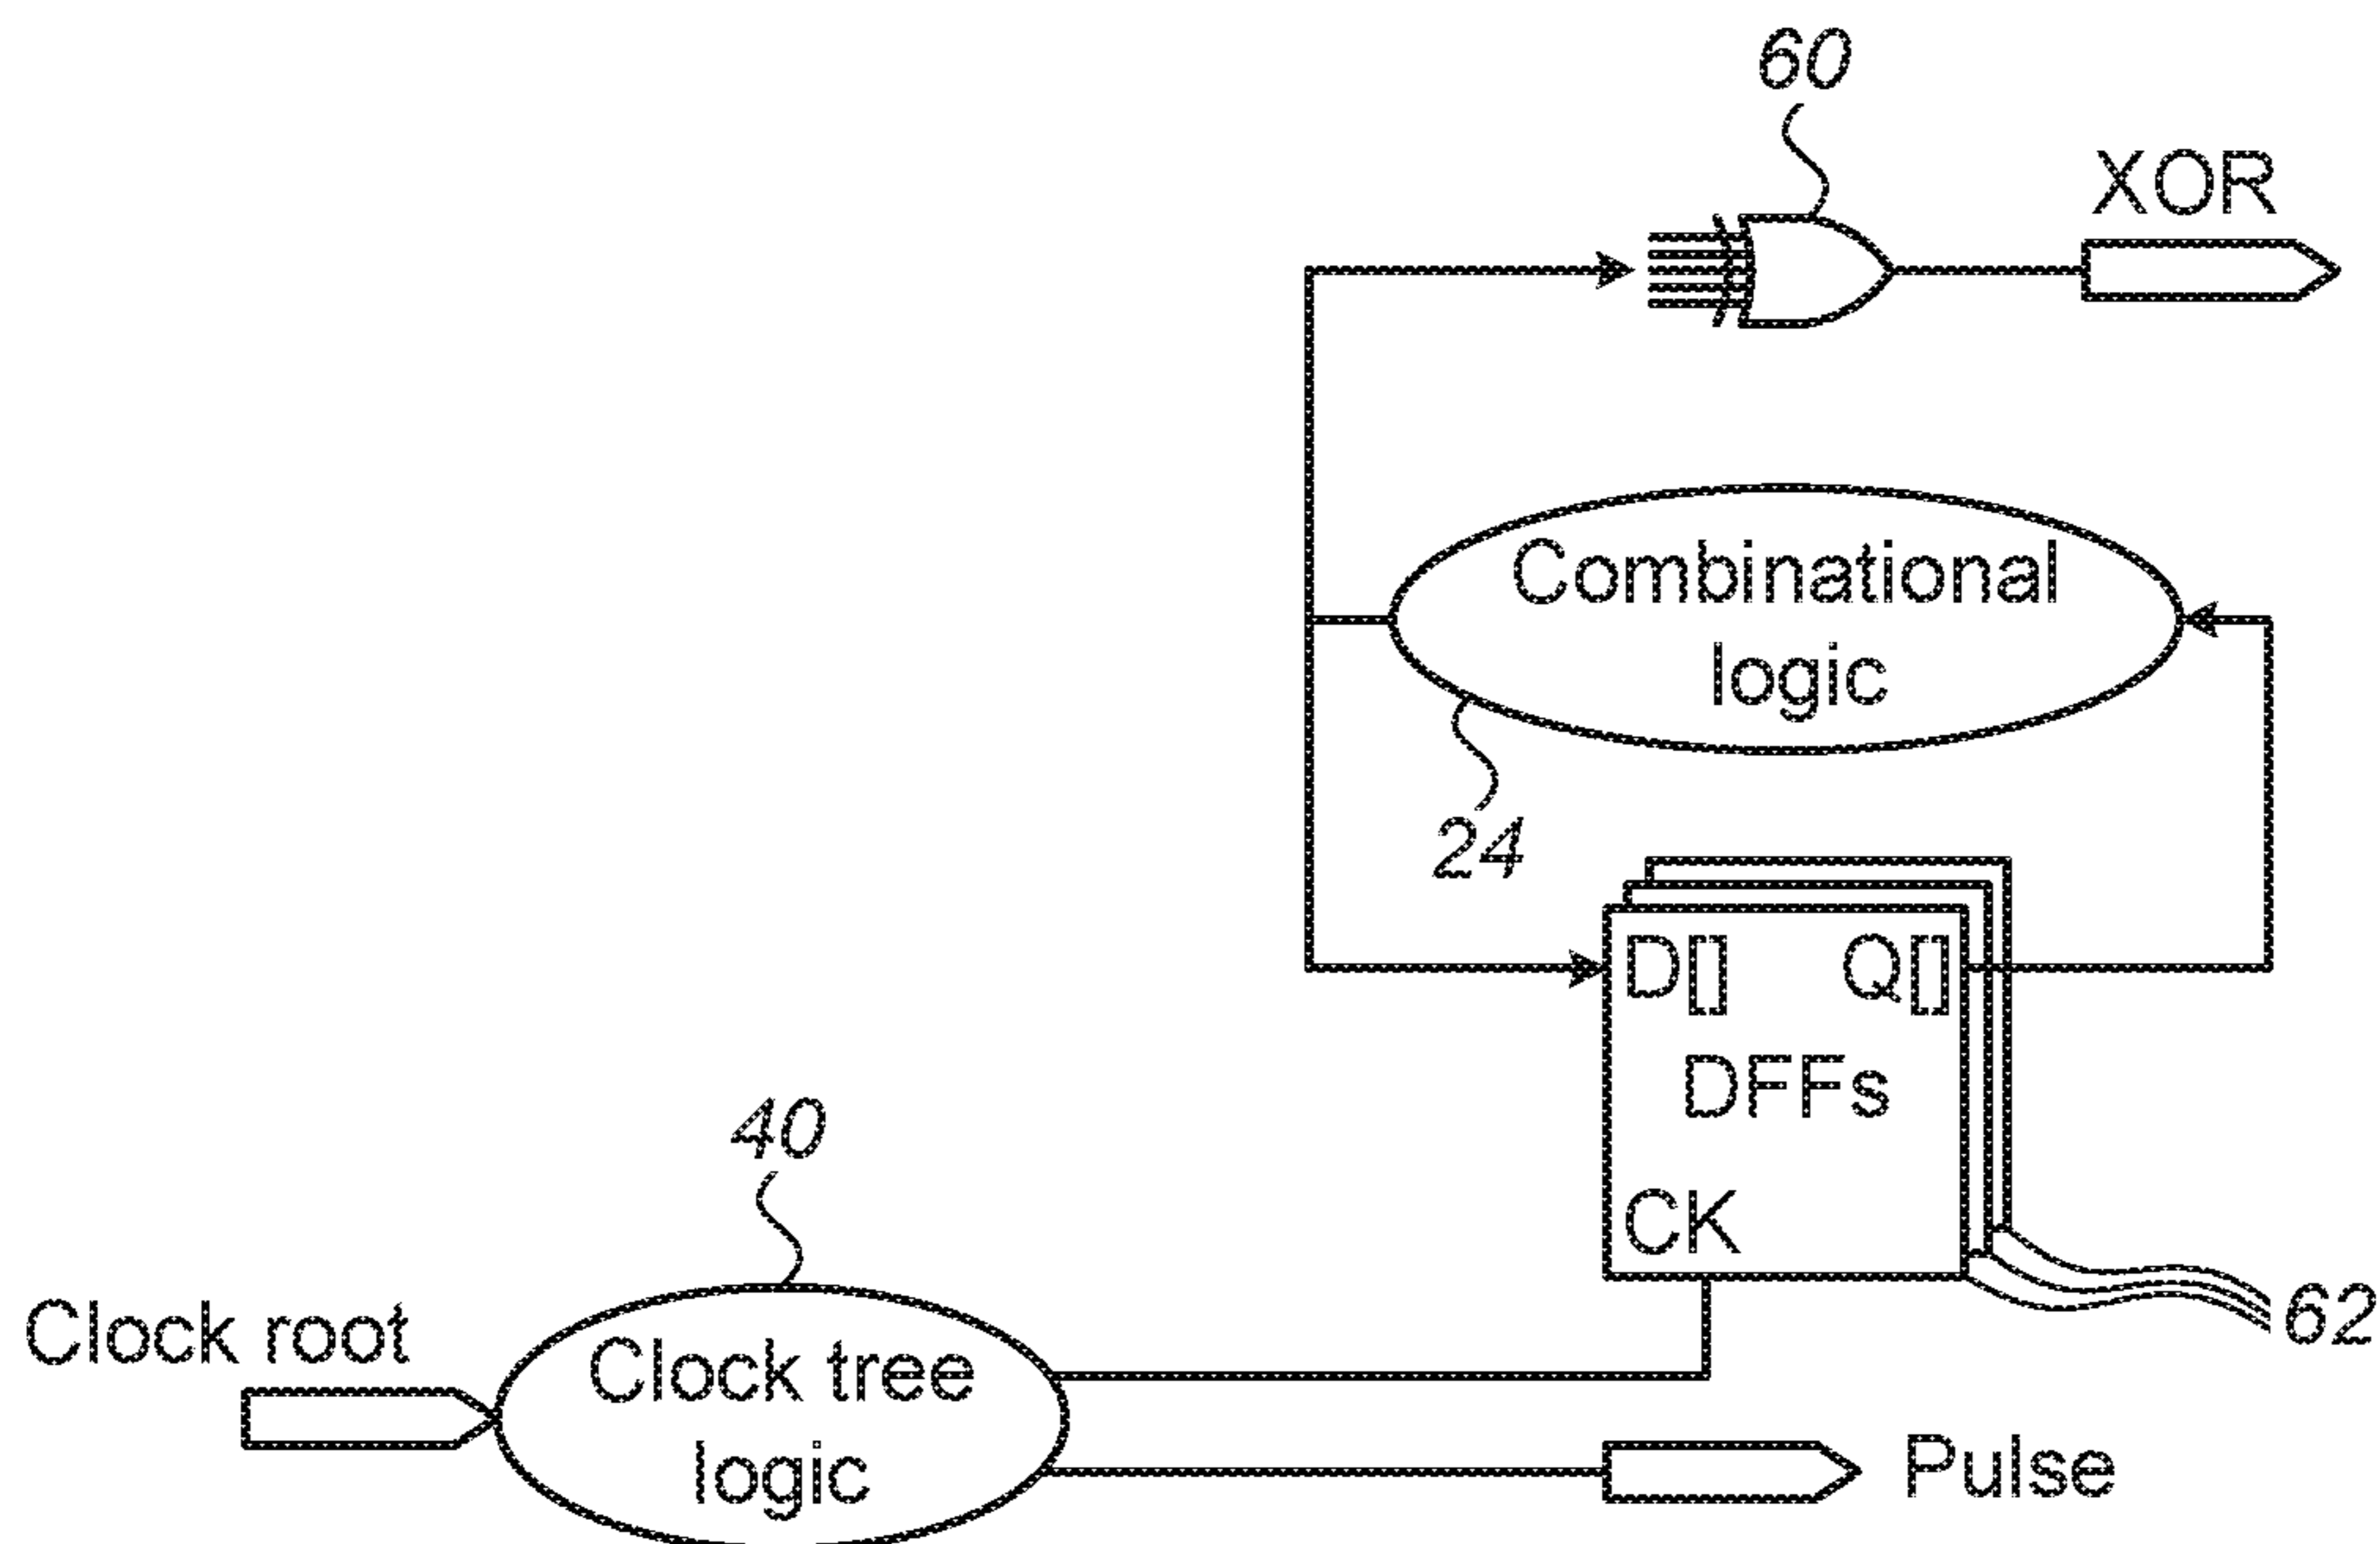 60
XOR
Combinational
logic
24
D[] Q[]
DFFs
CK
40
Clock root
Clock tree
logic
62
Pulse